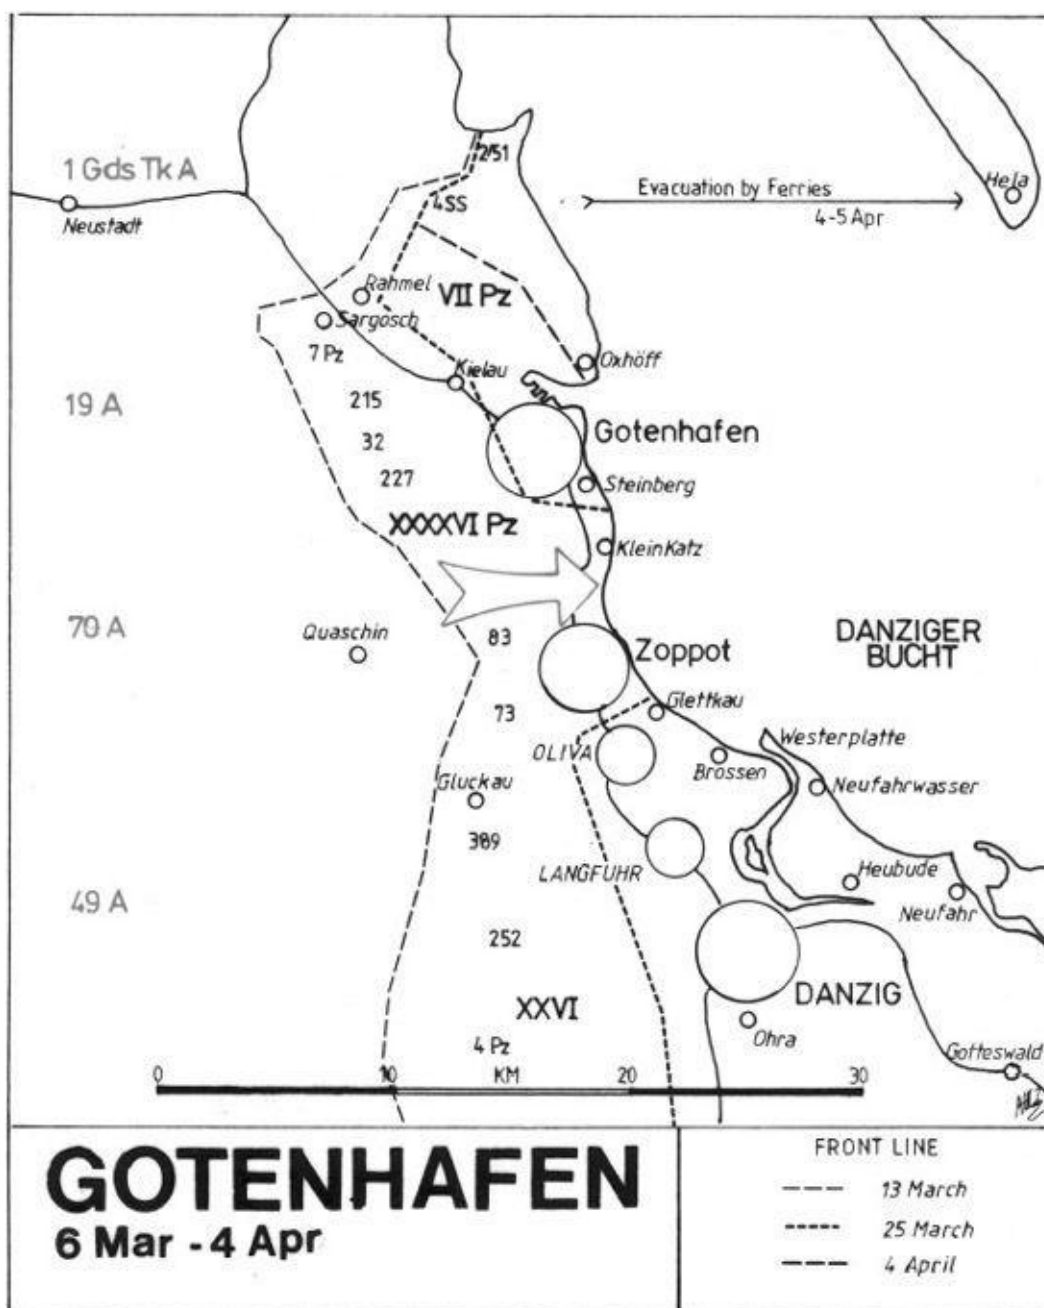 2/51
1 Gds Tk A
Evacuation by Ferries
Hela
4SS
4-5 Apr
Neustadt
Rahmel
VII Pz
Sargosch
7 Pz
Kielau
Oxhöff
19 A
215
Gotenhafen
32
227
Steinberg
XXXXVI Pz
Klein Katz
70 A
Quaschin
83
Zoppot
DANZIGER
BUCHT
73
Glettkau
OLIVA
Westerplatte
Brossen
Gluckau
Neufahrwasser
389
LANGFUHR
Heubude
49 A
Neufahr
252
XXVI
DANZIG
4 Pz
Ohra
Gotteswald
0 10 KM 20 30
GOTENHAFEN
6 Mar - 4 Apr
FRONT LINE
13 March
25 March
4 April